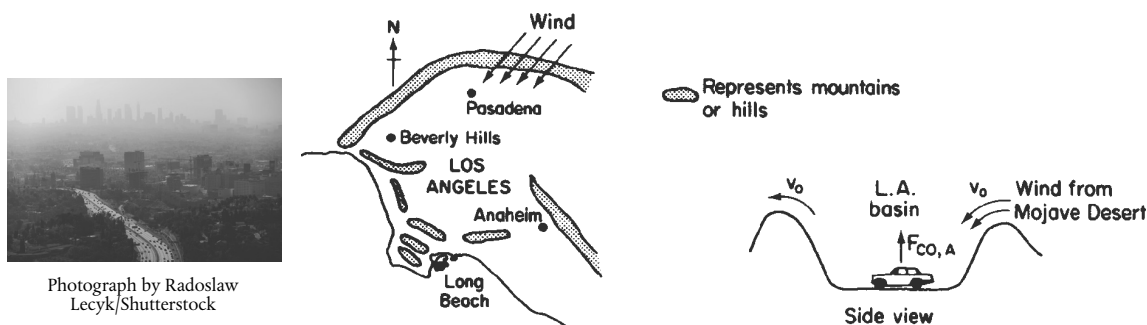 Photograph by Radoslaw
Lecyk/Shutterstock
N
Wind
Pasadena
Beverly Hills
LOS
ANGELES
Anaheim
Long
Beach
Represents mountains
or hills
v₀
L.A.
basin
v₀
Wind from
Mojave Desert
F_CO, A
Side view